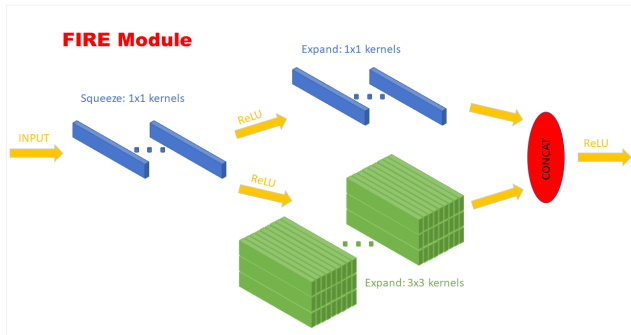 FIRE Module
Expand: 1x1 kernels
Squeeze: 1x1 kernels
INPUT
ReLU
ReLU
CONCAT
ReLU
Expand: 3x3 kernels